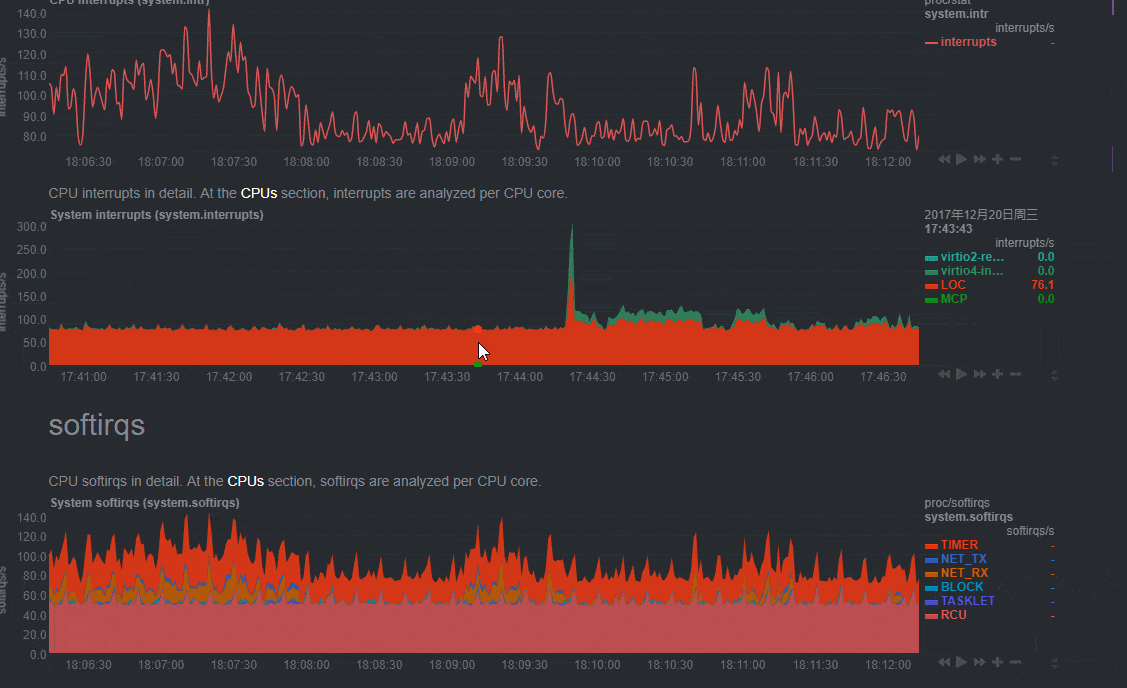 CPU interrupts (system.intr)
proc/stat
system.intr
interrupts/s
interrupts -
interrupts/s
140.0
130.0
120.0
110.0
100.0
90.0
80.0
18:06:30 18:07:00 18:07:30 18:08:00 18:08:30 18:09:00 18:09:30 18:10:00 18:10:30 18:11:00 18:11:30 18:12:00
CPU interrupts in detail. At the CPUs section, interrupts are analyzed per CPU core.
System interrupts (system.interrupts)
2017年12月20日周三
17:43:43
interrupts/s
virtio2-re... 0.0
virtio4-in... 0.0
LOC 76.1
MCP 0.0
interrupts/s
300.0
250.0
200.0
150.0
100.0
50.0
0.0
17:41:00 17:41:30 17:42:00 17:42:30 17:43:00 17:43:30 17:44:00 17:44:30 17:45:00 17:45:30 17:46:00 17:46:30
softirqs
CPU softirqs in detail. At the CPUs section, softirqs are analyzed per CPU core.
System softirqs (system.softirqs)
proc/softirqs
system.softirqs
softirqs/s
TIMER -
NET_TX -
NET_RX -
BLOCK -
TASKLET -
RCU -
softirqs/s
140.0
120.0
100.0
80.0
60.0
40.0
20.0
0.0
18:06:30 18:07:00 18:07:30 18:08:00 18:08:30 18:09:00 18:09:30 18:10:00 18:10:30 18:11:00 18:11:30 18:12:00